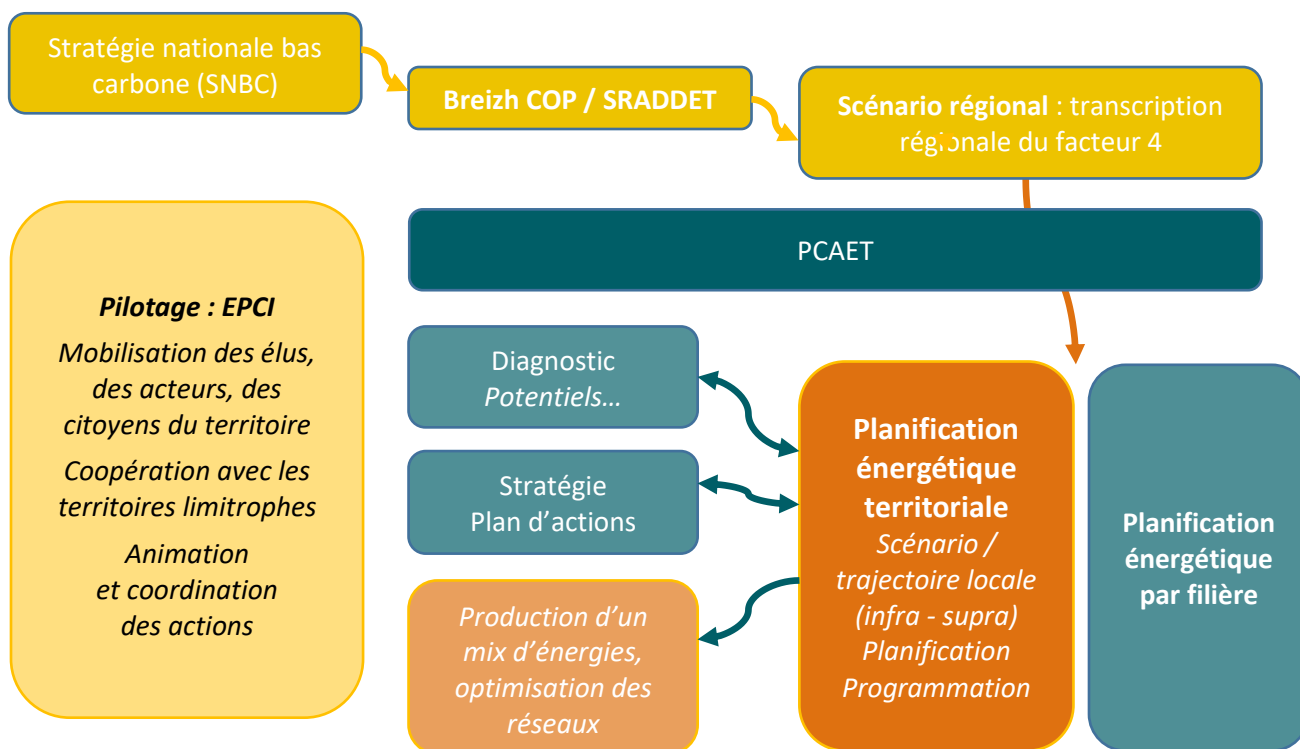 Stratégie nationale bas
carbone (SNBC)
Breizh COP / SRADDET
Scénario régional : transcription
régionale du facteur 4
PCAET
Pilotage : EPCI
Mobilisation des élus,
des acteurs, des
citoyens du territoire
Coopération avec les
territoires limitrophes
Animation
et coordination
des actions
Diagnostic
Potentiels...
Stratégie
Plan d’actions
Production d’un
mix d’énergies,
optimisation des
réseaux
Planification
énergétique
territoriale
Scénario /
trajectoire locale
(infra - supra)
Planification
Programmation
Planification
énergétique
par filière